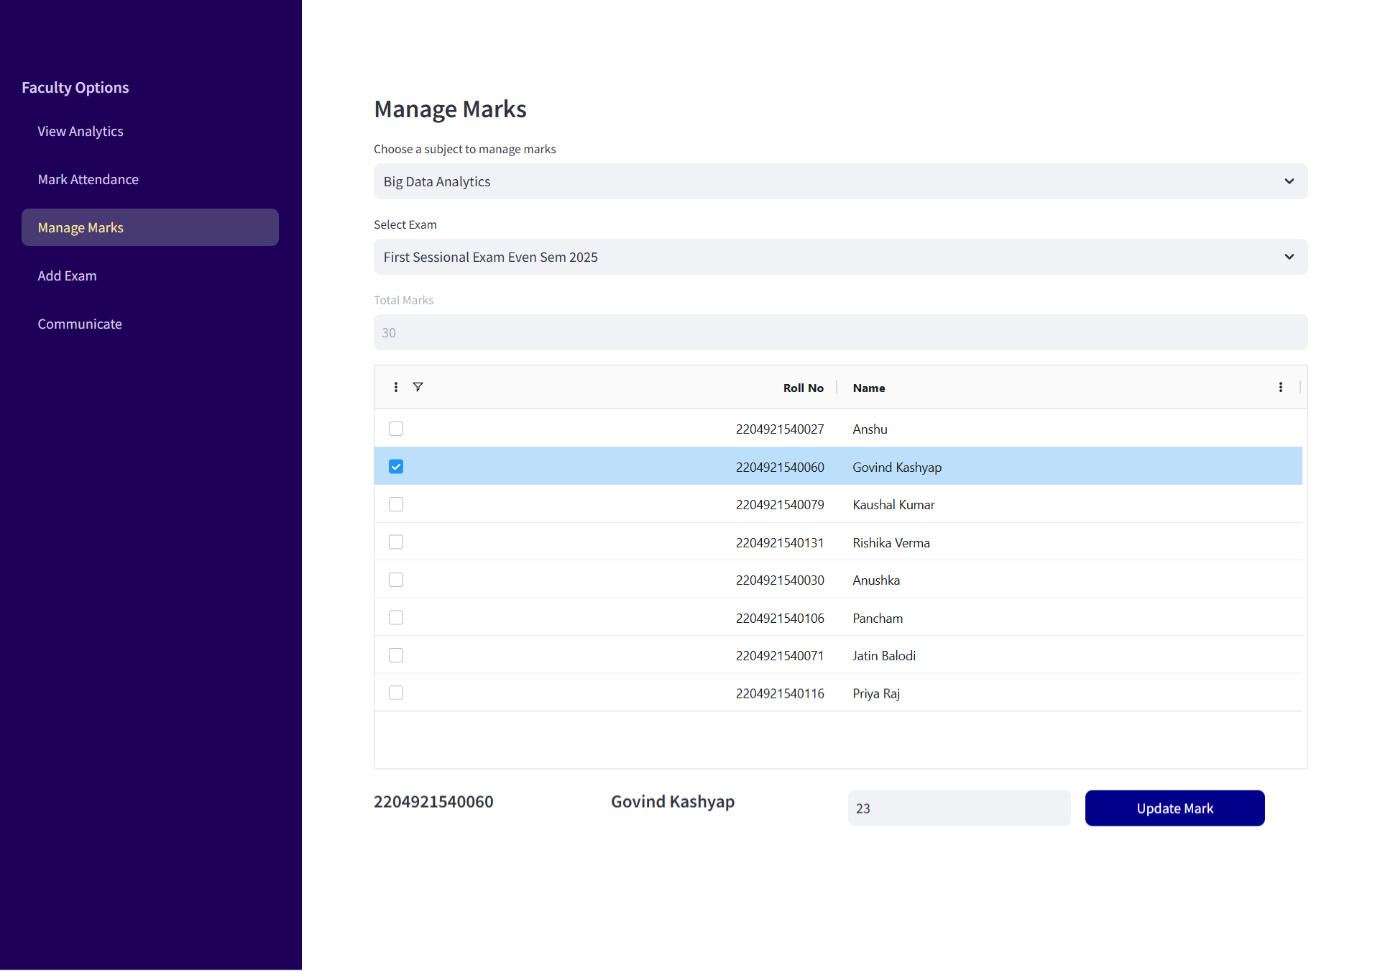 Faculty Options
View Analytics
Mark Attendance
Manage Marks
Add Exam
Communicate
Manage Marks
Choose a subject to manage marks
Big Data Analytics
Select Exam
First Sessional Exam Even Sem 2025
Total Marks
30
Roll No Name
2204921540027 Anshu
2204921540060 Govind Kashyap
2204921540079 Kaushal Kumar
2204921540131 Rishika Verma
2204921540030 Anushka
2204921540106 Pancham
2204921540071 Jatin Balodi
2204921540116 Priya Raj
2204921540060 Govind Kashyap 23 Update Mark